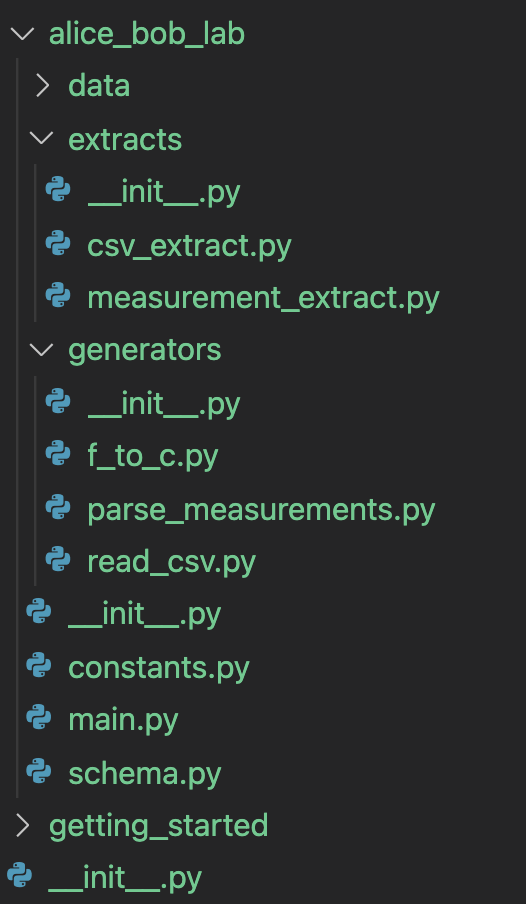 alice_bob_lab
data
extracts
__init__.py
csv_extract.py
measurement_extract.py
generators
__init__.py
f_to_c.py
parse_measurements.py
read_csv.py
__init__.py
constants.py
main.py
schema.py
getting_started
__init__.py